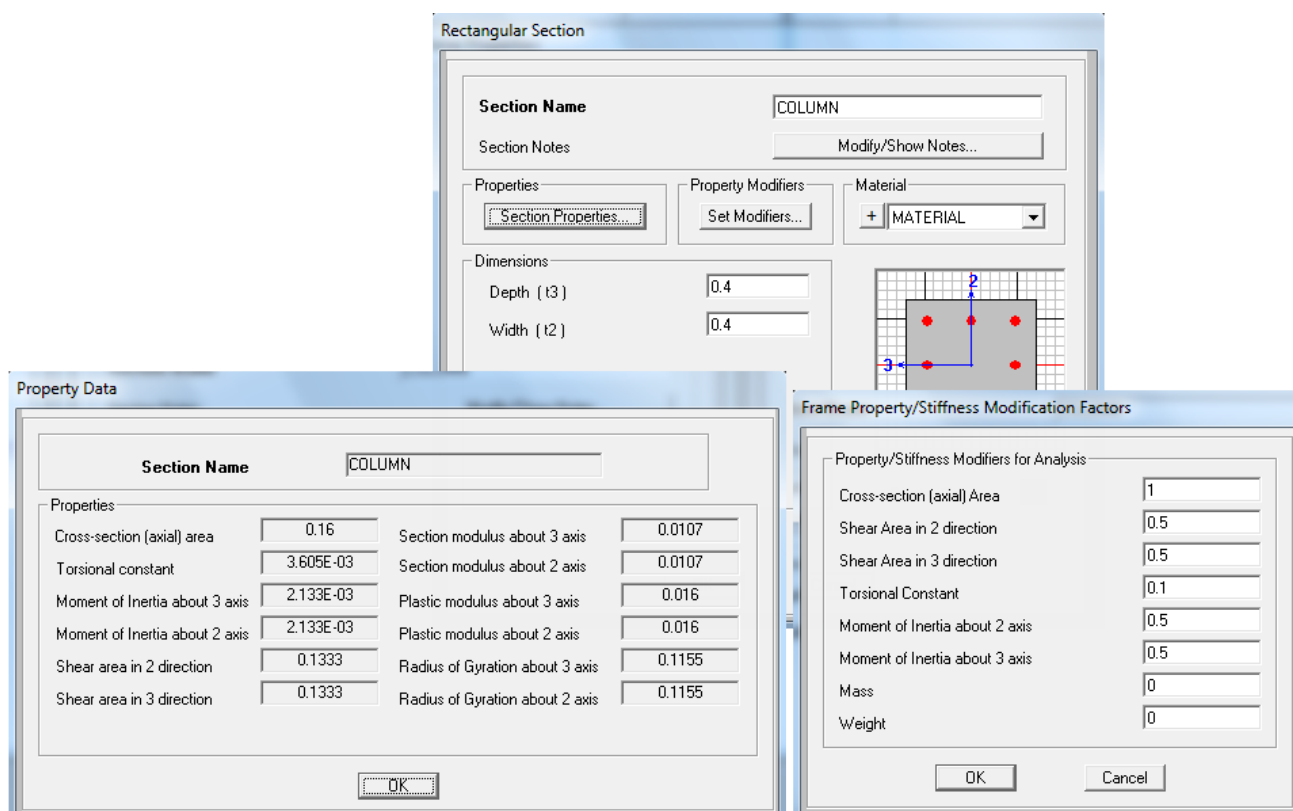 Rectangular Section
Section Name COLUMN
Section Notes Modify/Show Notes...
Properties Property Modifiers Material
Section Properties... Set Modifiers... + MATERIAL
Dimensions
Depth ( t3 ) 0.4
Width ( t2 ) 0.4
2
3
Property Data
Section Name COLUMN
Properties
Cross-section (axial) area 0.16 Section modulus about 3 axis 0.0107
Torsional constant 3.605E-03 Section modulus about 2 axis 0.0107
Moment of Inertia about 3 axis 2.133E-03 Plastic modulus about 3 axis 0.016
Moment of Inertia about 2 axis 2.133E-03 Plastic modulus about 2 axis 0.016
Shear area in 2 direction 0.1333 Radius of Gyration about 3 axis 0.1155
Shear area in 3 direction 0.1333 Radius of Gyration about 2 axis 0.1155
OK
Frame Property/Stiffness Modification Factors
Property/Stiffness Modifiers for Analysis
Cross-section (axial) Area 1
Shear Area in 2 direction 0.5
Shear Area in 3 direction 0.5
Torsional Constant 0.1
Moment of Inertia about 2 axis 0.5
Moment of Inertia about 3 axis 0.5
Mass 0
Weight 0
OK Cancel